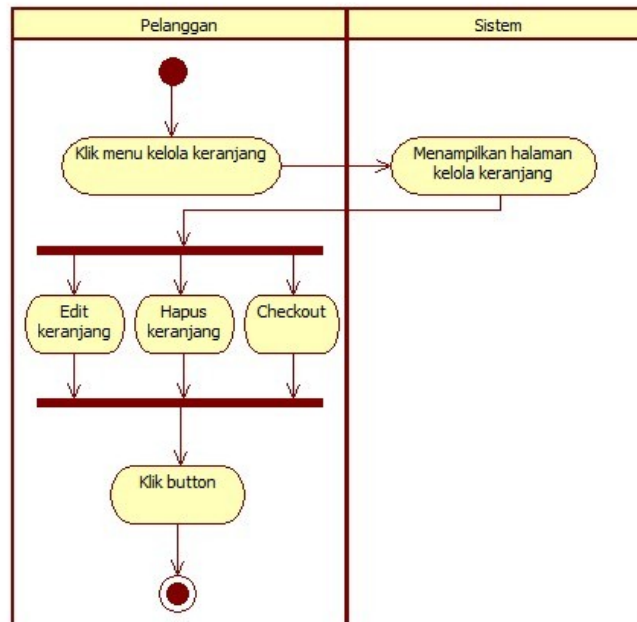 Pelanggan
Sistem
Klik menu kelola keranjang
Menampilkan halaman
kelola keranjang
Edit
keranjang
Hapus
keranjang
Checkout
Klik button